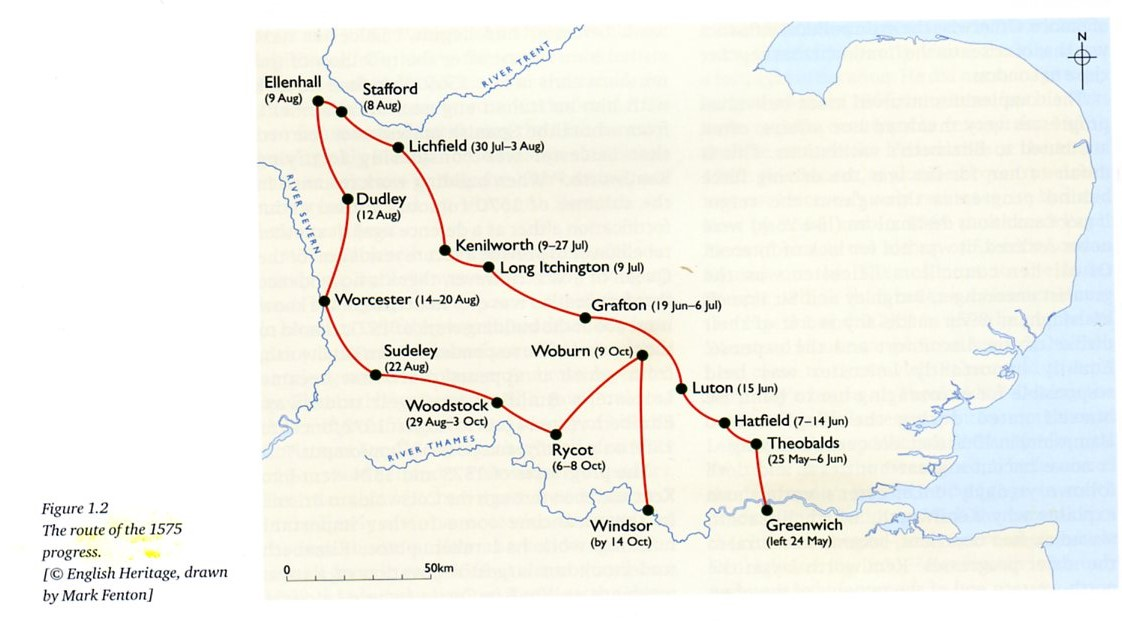 N
RIVER TRENT
Ellenhall
(9 Aug)
Stafford
(8 Aug)
Lichfield (30 Jul–3 Aug)
RIVER SEVERN
Dudley
(12 Aug)
Kenilworth (9–27 Jul)
Long Itchington (9 Jul)
Worcester (14–20 Aug)
Grafton (19 Jun–6 Jul)
Sudeley
(22 Aug)
Woburn (9 Oct)
Luton (15 Jun)
Woodstock
(29 Aug–3 Oct)
Hatfield (7–14 Jun)
RIVER THAMES
Rycot
(6–8 Oct)
Theobalds
(25 May–6 Jun)
Windsor
(by 14 Oct)
Greenwich
(left 24 May)
0 50km
Figure 1.2
The route of the 1575
progress.
[© English Heritage, drawn
by Mark Fenton]